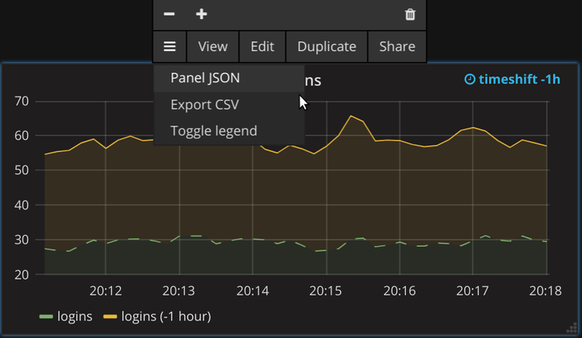 − +
☰ View Edit Duplicate Share
Panel JSON
ns
timeshift -1h
Export CSV
Toggle legend
70
60
50
40
30
20
20:12 20:13 20:14 20:15 20:16 20:17 20:18
logins logins (-1 hour)